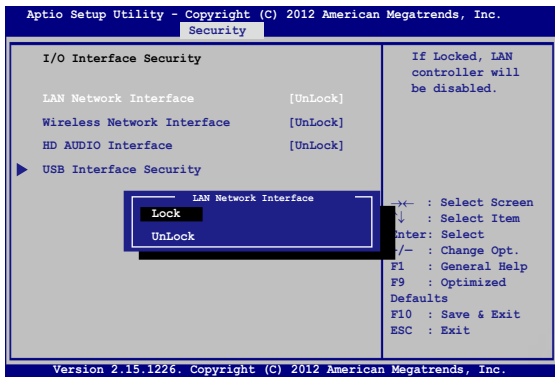 Aptio Setup Utility - Copyright (C) 2012 American Megatrends, Inc.
Security
I/O Interface Security
LAN Network Interface [UnLock]
Wireless Network Interface [UnLock]
HD AUDIO Interface [UnLock]
USB Interface Security
If Locked, LAN
controller will
be disabled.
LAN Network Interface
Lock
UnLock
→← : Select Screen
↑↓ : Select Item
Enter: Select
+/— : Change Opt.
F1 : General Help
F9 : Optimized
Defaults
F10 : Save & Exit
ESC : Exit
Version 2.15.1226. Copyright (C) 2012 American Megatrends, Inc.